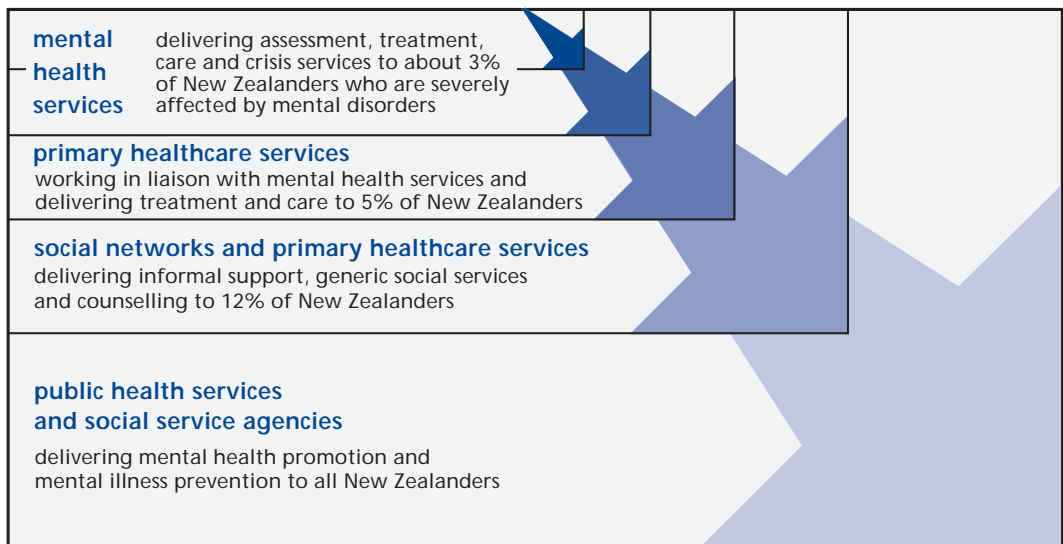 mental
health
services
delivering assessment, treatment,
care and crisis services to about 3%
of New Zealanders who are severely
affected by mental disorders
primary healthcare services
working in liaison with mental health services and
delivering treatment and care to 5% of New Zealanders
social networks and primary healthcare services
delivering informal support, generic social services
and counselling to 12% of New Zealanders
public health services
and social service agencies
delivering mental health promotion and
mental illness prevention to all New Zealanders